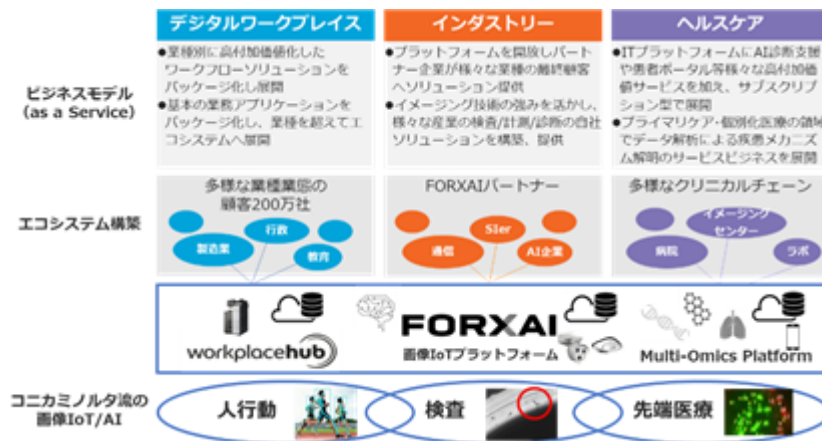 デジタルワークプレイス
インダストリー
ヘルスケア
ビジネスモデル
(as a Service)
●業種別に高付加価値化した
ワークフローソリューションを
パッケージ化し展開
●基本の業務アプリケーションを
パッケージ化し、業種を超えてエ
コシステムへ展開
●プラットフォームを開放しパート
ナー企業が様々な業種の最終顧客
へソリューション提供
●イメージング技術の強みを活かし、
様々な産業の検査/計測/診断の自社
ソリューションを構築、提供
●ITプラットフォームにAI診断支援
や患者ポータル等様々な高付加価
値サービスを加え、サブスクリプ
ション型で展開
●プライマリケア・個別化医療の領域
でデータ解析による疾患メカニズ
ム解明のサービスビジネスを展開
エコシステム構築
多様な業種業態の
顧客200万社
行政
製造業
教育
FORXAIパートナー
SIer
通信
AI企業
多様なクリニカルチェーン
イメージング
センター
病院
ラボ
workplacehub
FORXAI
画像IoTプラットフォーム
Multi-Omics Platform
コニカミノルタ流の
画像IoT/AI
人行動
検査
先端医療